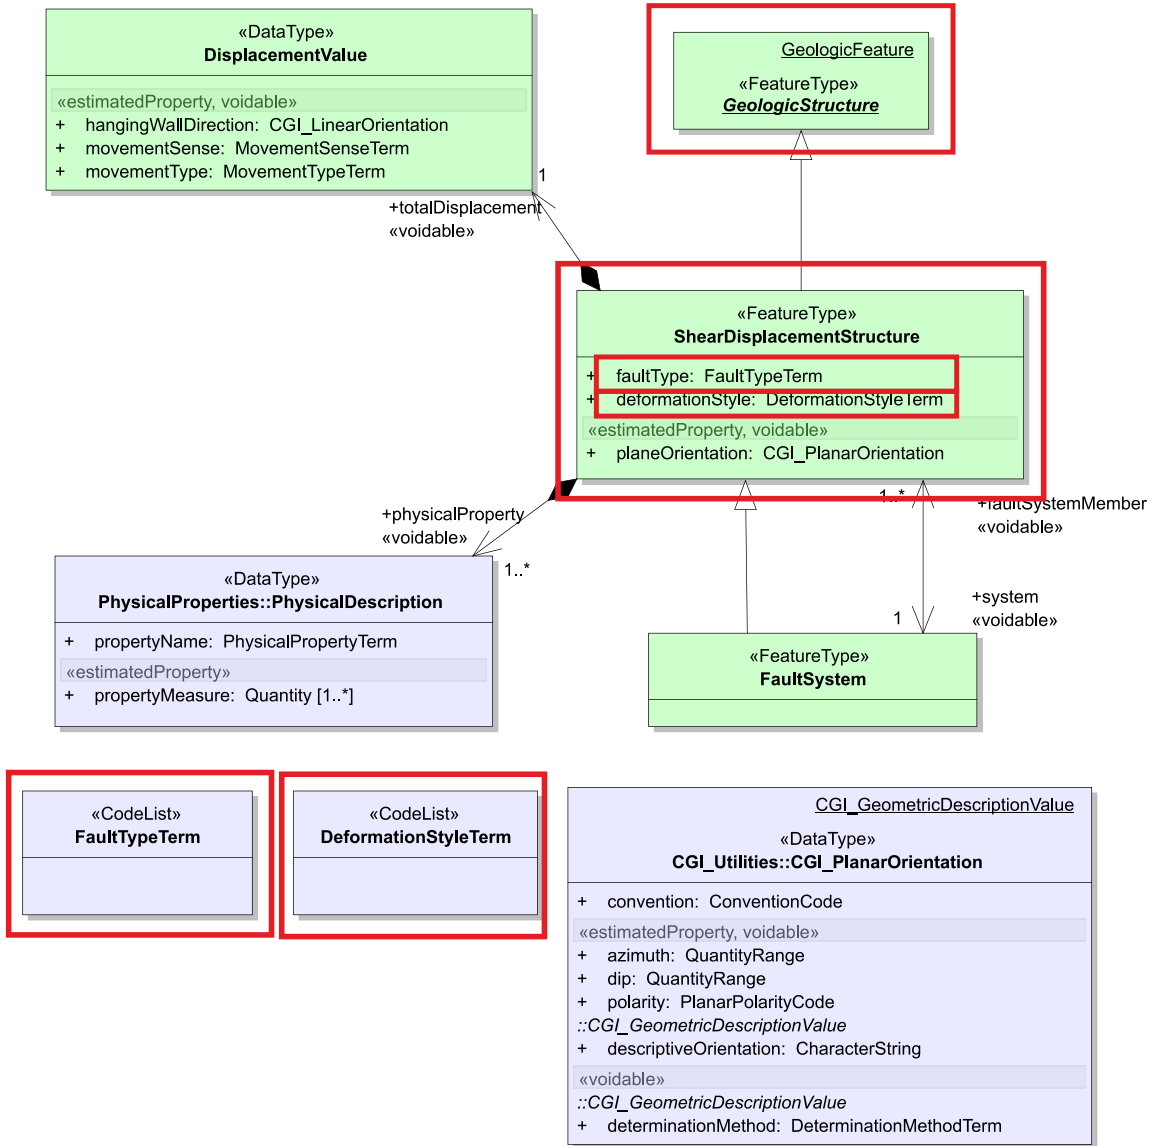 «DataType»
DisplacementValue
«estimatedProperty, voidable»
+ hangingWallDirection: CGI_LinearOrientation
+ movementSense: MovementSenseTerm
+ movementType: MovementTypeTerm
GeologicFeature
«FeatureType»
GeologicStructure
1
+totalDisplacement
«voidable»
«FeatureType»
ShearDisplacementStructure
+ faultType: FaultTypeTerm
+ deformationStyle: DeformationStyleTerm
«estimatedProperty, voidable»
+ planeOrientation: CGI_PlanarOrientation
+physicalProperty
«voidable»
1..*
1..*
+faultSystemMember
«voidable»
«DataType»
PhysicalProperties::PhysicalDescription
+ propertyName: PhysicalPropertyTerm
«estimatedProperty»
+ propertyMeasure: Quantity [1..*]
+system
«voidable»
1
«FeatureType»
FaultSystem
«CodeList»
FaultTypeTerm
«CodeList»
DeformationStyleTerm
CGI_GeometricDescriptionValue
«DataType»
CGI_Utilities::CGI_PlanarOrientation
+ convention: ConventionCode
«estimatedProperty, voidable»
+ azimuth: QuantityRange
+ dip: QuantityRange
+ polarity: PlanarPolarityCode
::CGI_GeometricDescriptionValue
+ descriptiveOrientation: CharacterString
«voidable»
::CGI_GeometricDescriptionValue
+ determinationMethod: DeterminationMethodTerm